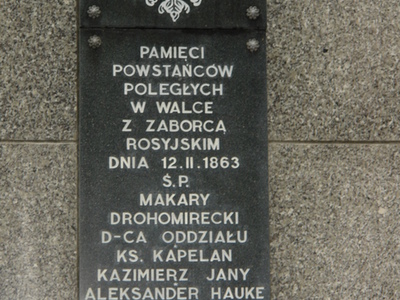 PAMIĘCI
POWSTAŃCÓW
POLEGŁYCH
W WALCE
Z ZABORCĄ
ROSYJSKIM
DNIA 12.II.1863
Ś.P.
MAKARY
DROHOMIRECKI
D-CA ODDZIAŁU
KS. KAPELAN
KAZIMIERZ JANY
ALEKSANDER HAUKE